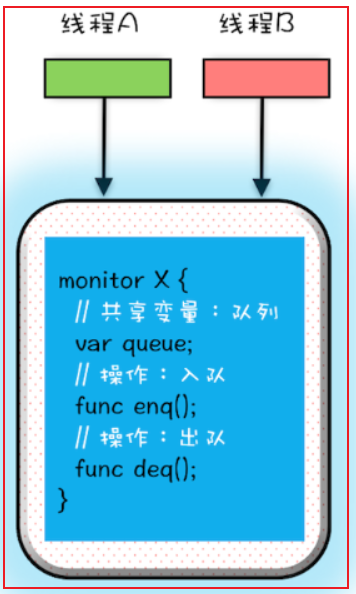 线程A 线程B
monitor X {
// 共享变量：队列
var queue;
// 操作：入队
func enq();
// 操作：出队
func deq();
}